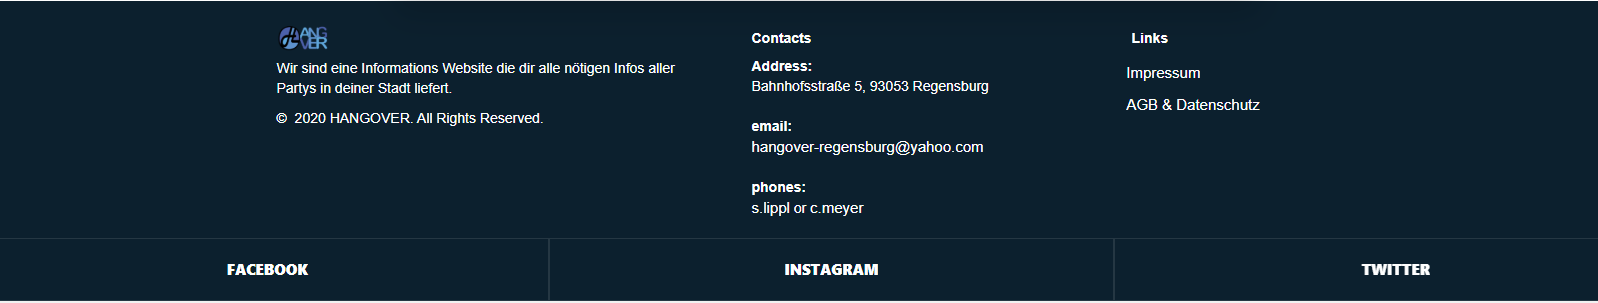 HANGOVER
Wir sind eine Informations Website die dir alle nötigen Infos aller
Partys in deiner Stadt liefert.
© 2020 HANGOVER. All Rights Reserved.
Contacts
Address:
Bahnhofsstraße 5, 93053 Regensburg
email:
hangover-regensburg@yahoo.com
phones:
s.lippl or c.meyer
Links
Impressum
AGB & Datenschutz
FACEBOOK
INSTAGRAM
TWITTER